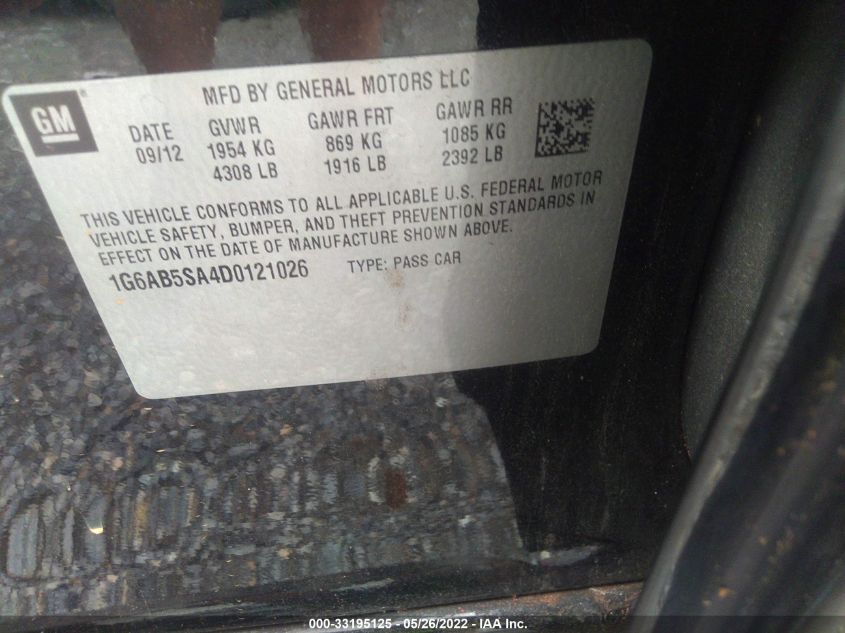 MFD BY GENERAL MOTORS LLC
GM®
DATE GVWR GAWR FRT GAWR RR
09/12 1954 KG 869 KG 1085 KG
4308 LB 1916 LB 2392 LB
THIS VEHICLE CONFORMS TO ALL APPLICABLE U.S. FEDERAL MOTOR
VEHICLE SAFETY, BUMPER, AND THEFT PREVENTION STANDARDS IN
EFFECT ON THE DATE OF MANUFACTURE SHOWN ABOVE.
1G6AB5SA4D0121026 TYPE: PASS CAR
000-33195125 - 05/26/2022 - IAA Inc.